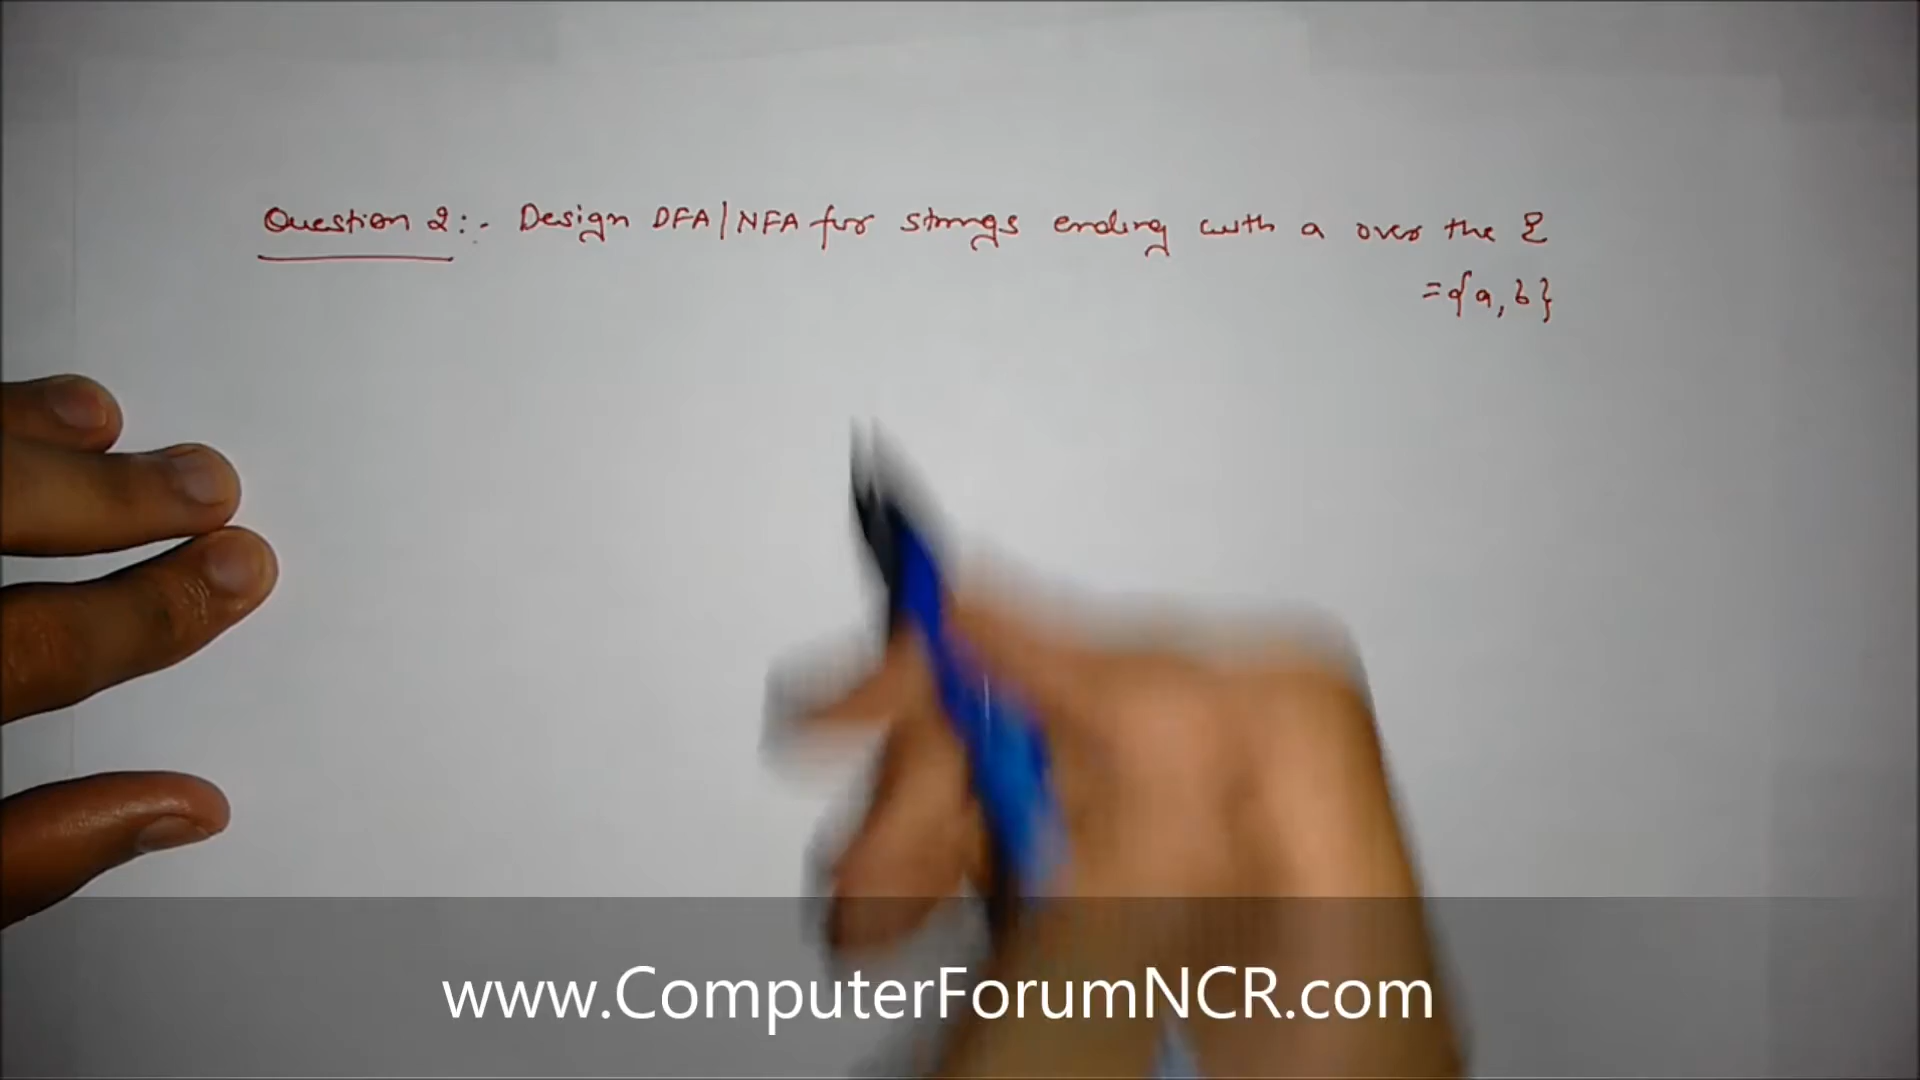 Question 2:- Design DFA/NFA for strings ending with a over the Σ
={a,b}
www.ComputerForumNCR.com